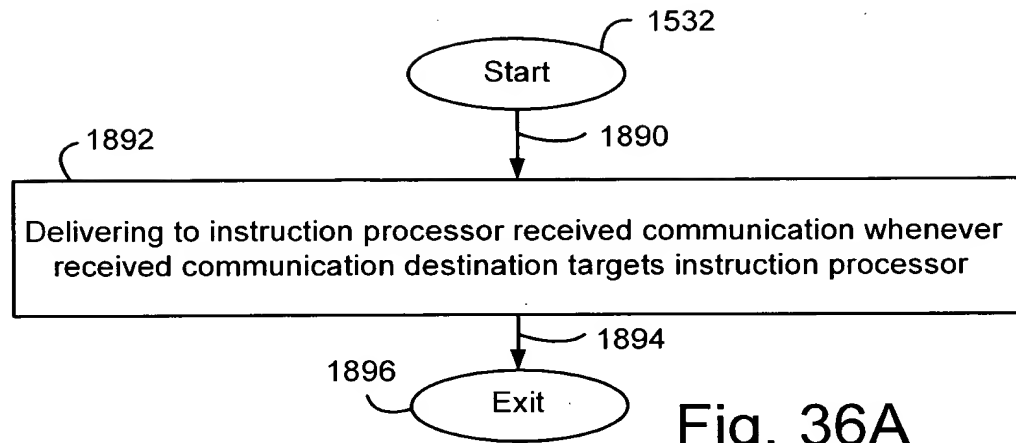 1532
Start
1890
1892
Delivering to instruction processor received communication whenever
received communication destination targets instruction processor
1894
1896
Exit
Fig. 36A